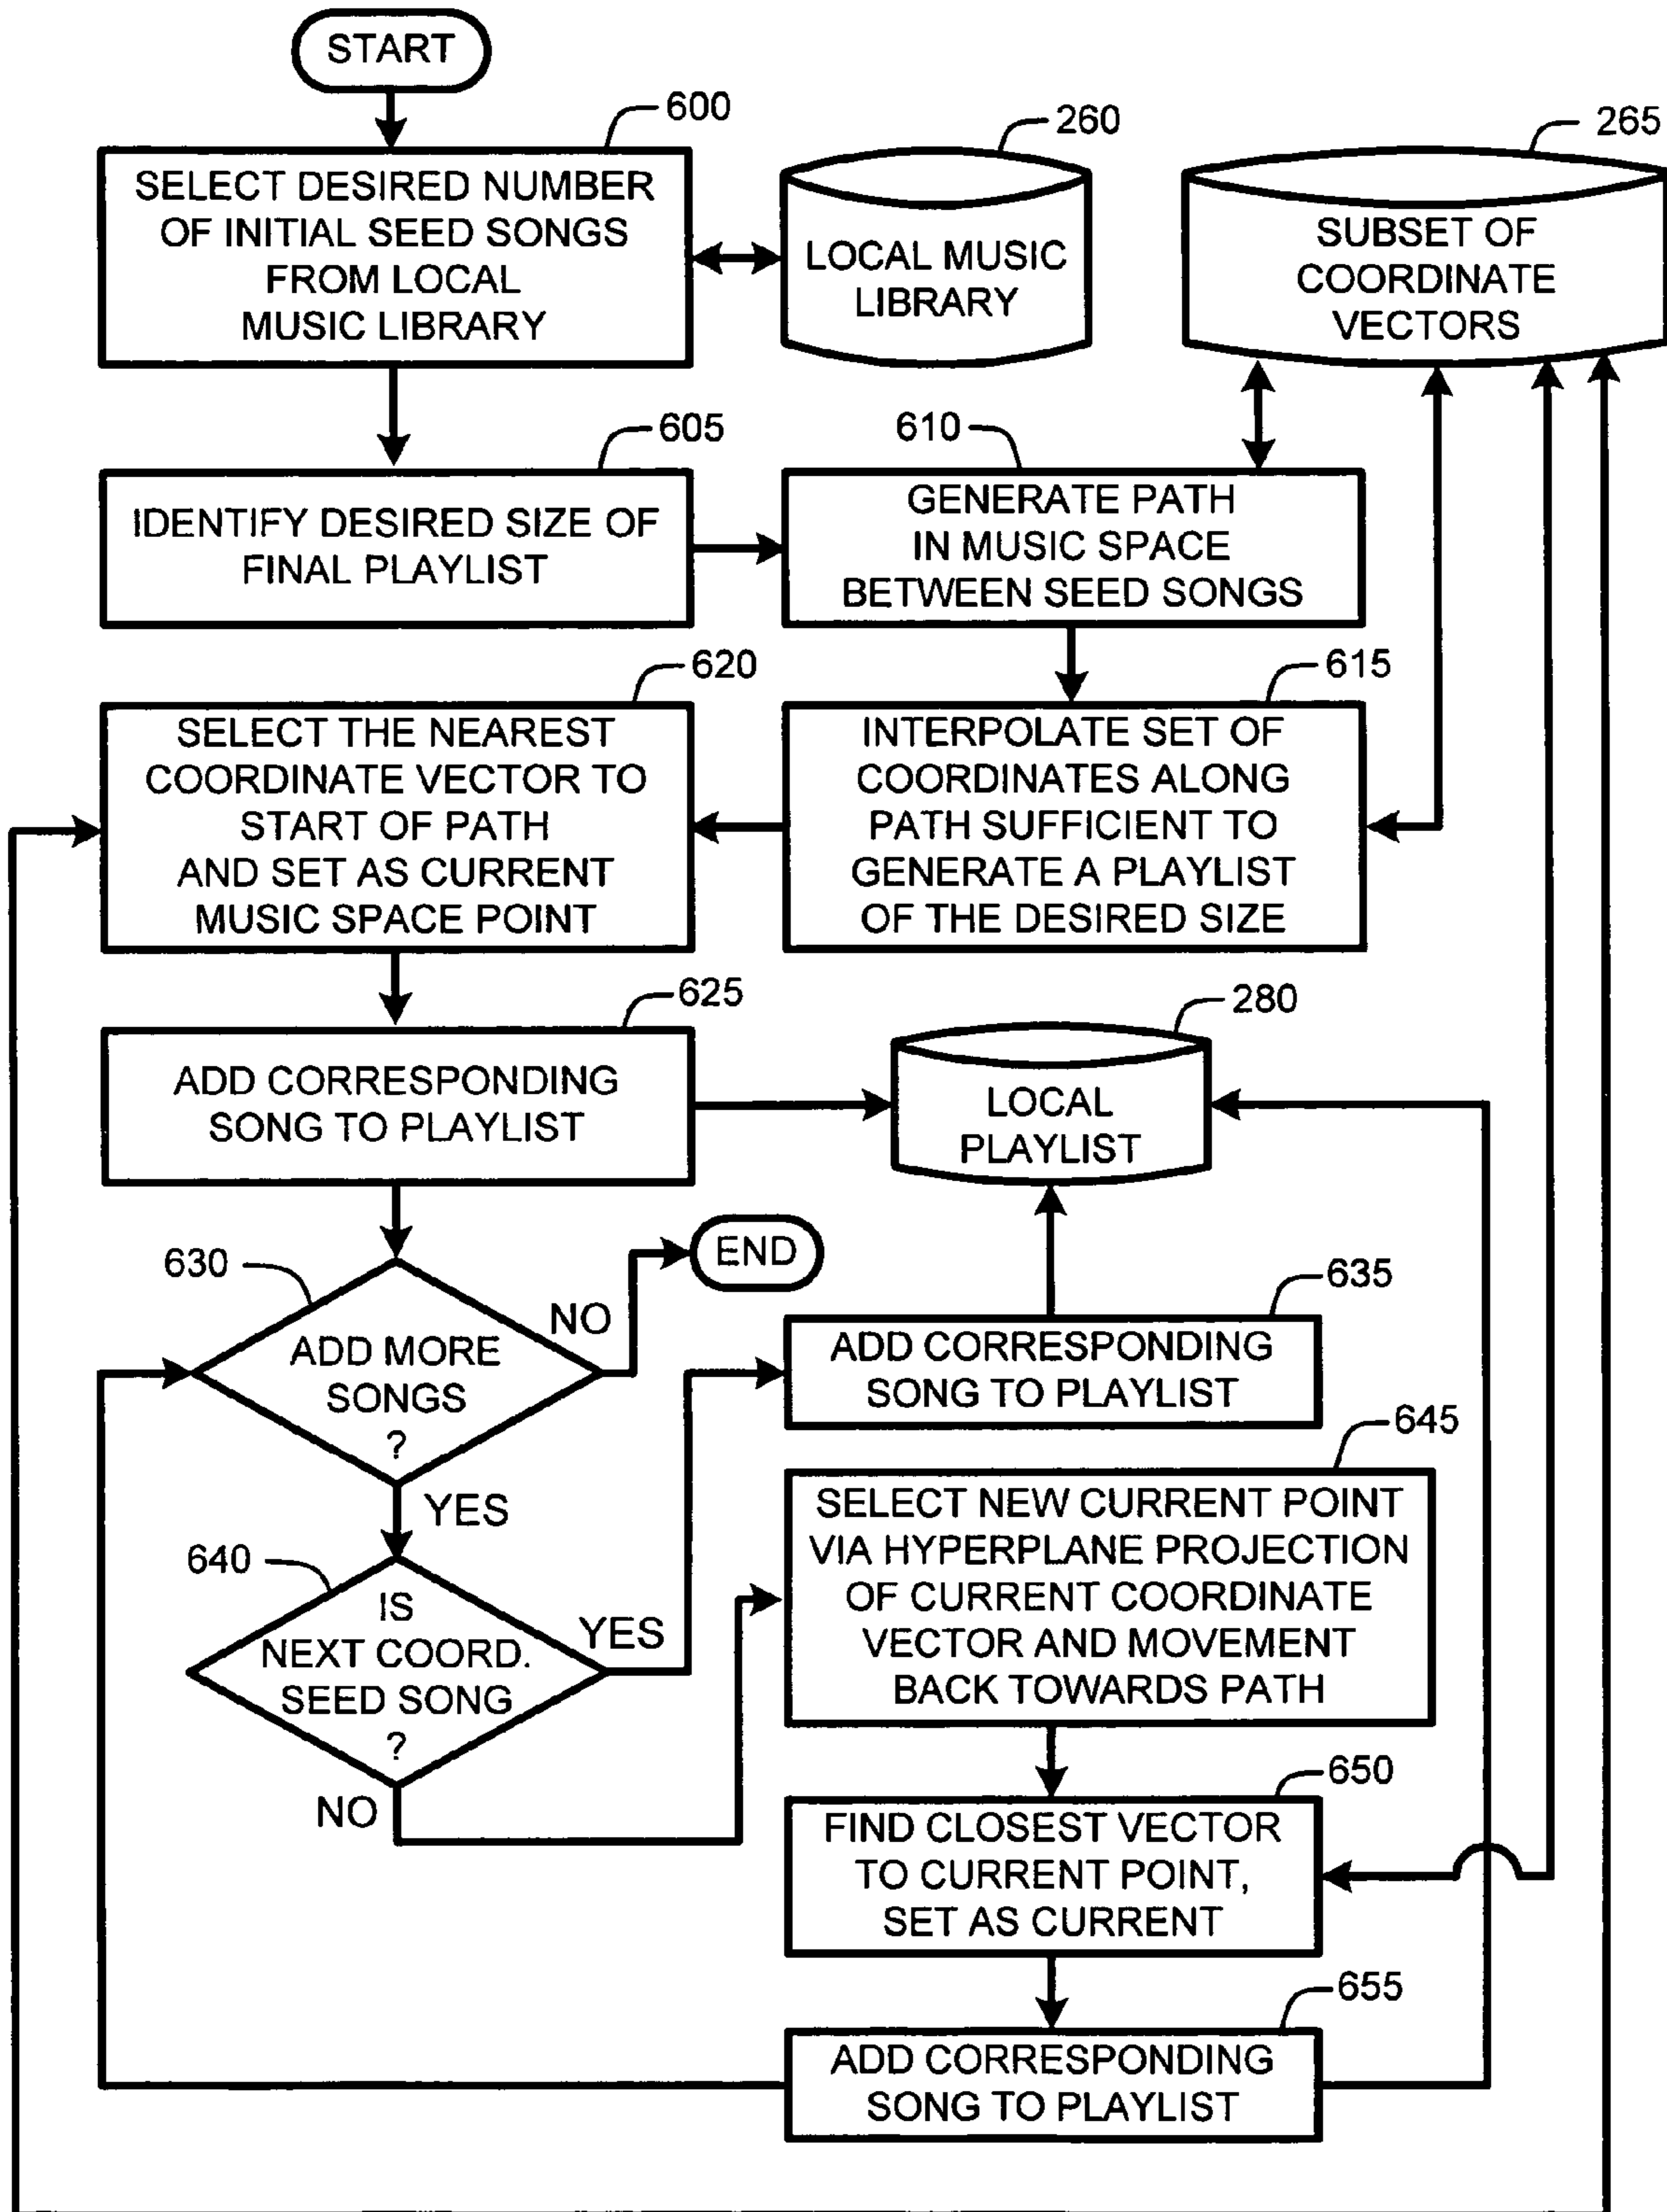 START
600
SELECT DESIRED NUMBER
OF INITIAL SEED SONGS
FROM LOCAL
MUSIC LIBRARY
260
LOCAL MUSIC
LIBRARY
265
SUBSET OF
COORDINATE
VECTORS
605
IDENTIFY DESIRED SIZE OF
FINAL PLAYLIST
610
GENERATE PATH
IN MUSIC SPACE
BETWEEN SEED SONGS
620
SELECT THE NEAREST
COORDINATE VECTOR TO
START OF PATH
AND SET AS CURRENT
MUSIC SPACE POINT
615
INTERPOLATE SET OF
COORDINATES ALONG
PATH SUFFICIENT TO
GENERATE A PLAYLIST
OF THE DESIRED SIZE
625
ADD CORRESPONDING
SONG TO PLAYLIST
280
LOCAL
PLAYLIST
630
ADD MORE
SONGS
?
NO
END
YES
635
ADD CORRESPONDING
SONG TO PLAYLIST
640
IS
NEXT COORD.
SEED SONG
?
YES
NO
645
SELECT NEW CURRENT POINT
VIA HYPERPLANE PROJECTION
OF CURRENT COORDINATE
VECTOR AND MOVEMENT
BACK TOWARDS PATH
650
FIND CLOSEST VECTOR
TO CURRENT POINT,
SET AS CURRENT
655
ADD CORRESPONDING
SONG TO PLAYLIST